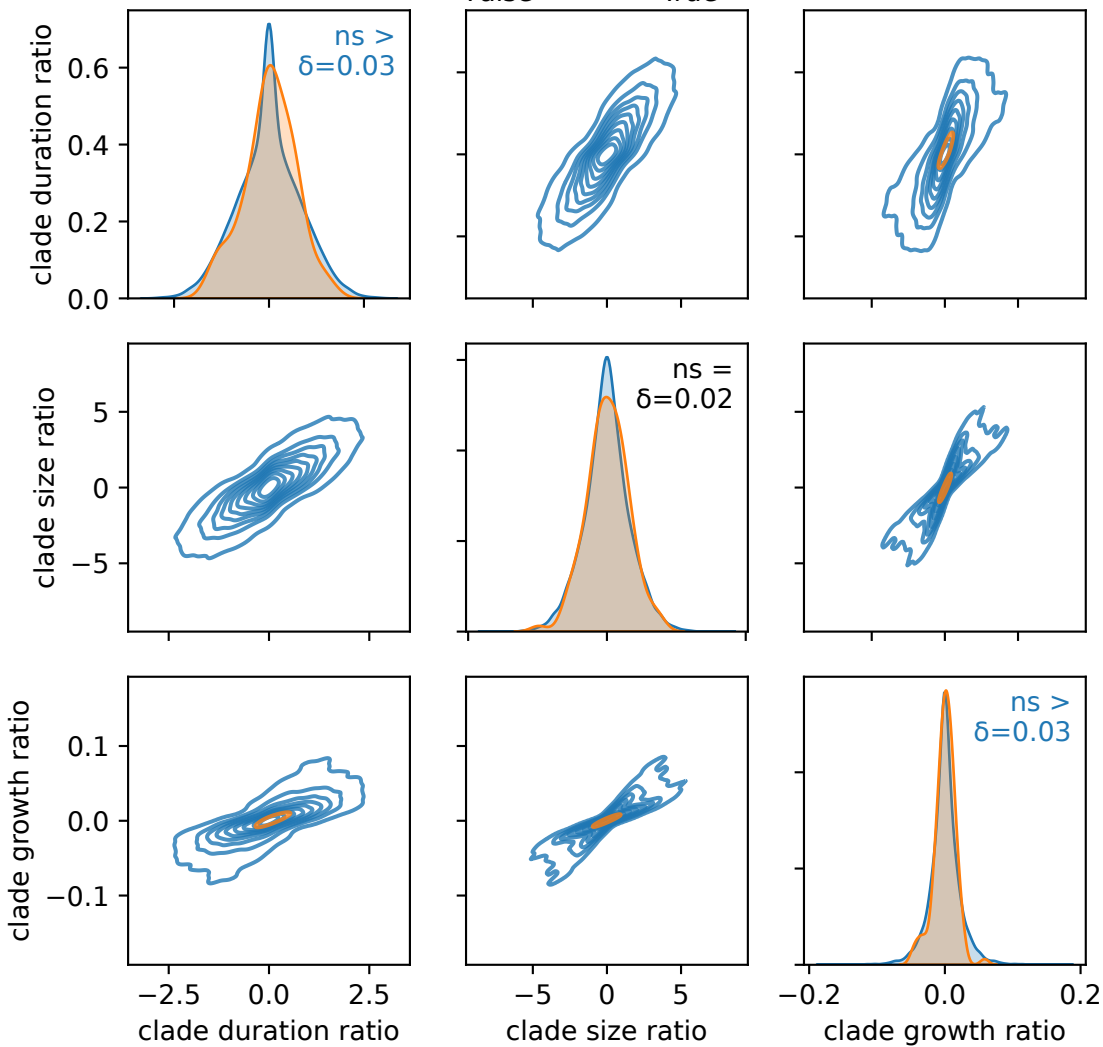 clade duration ratio
0.6
0.4
0.2
0.0
ns >
δ=0.03
clade size ratio
5
0
−5
ns =
δ=0.02
clade growth ratio
0.1
0.0
−0.1
ns >
δ=0.03
−2.5 0.0 2.5
clade duration ratio
−5 0 5
clade size ratio
−0.2 0.0 0.2
clade growth ratio